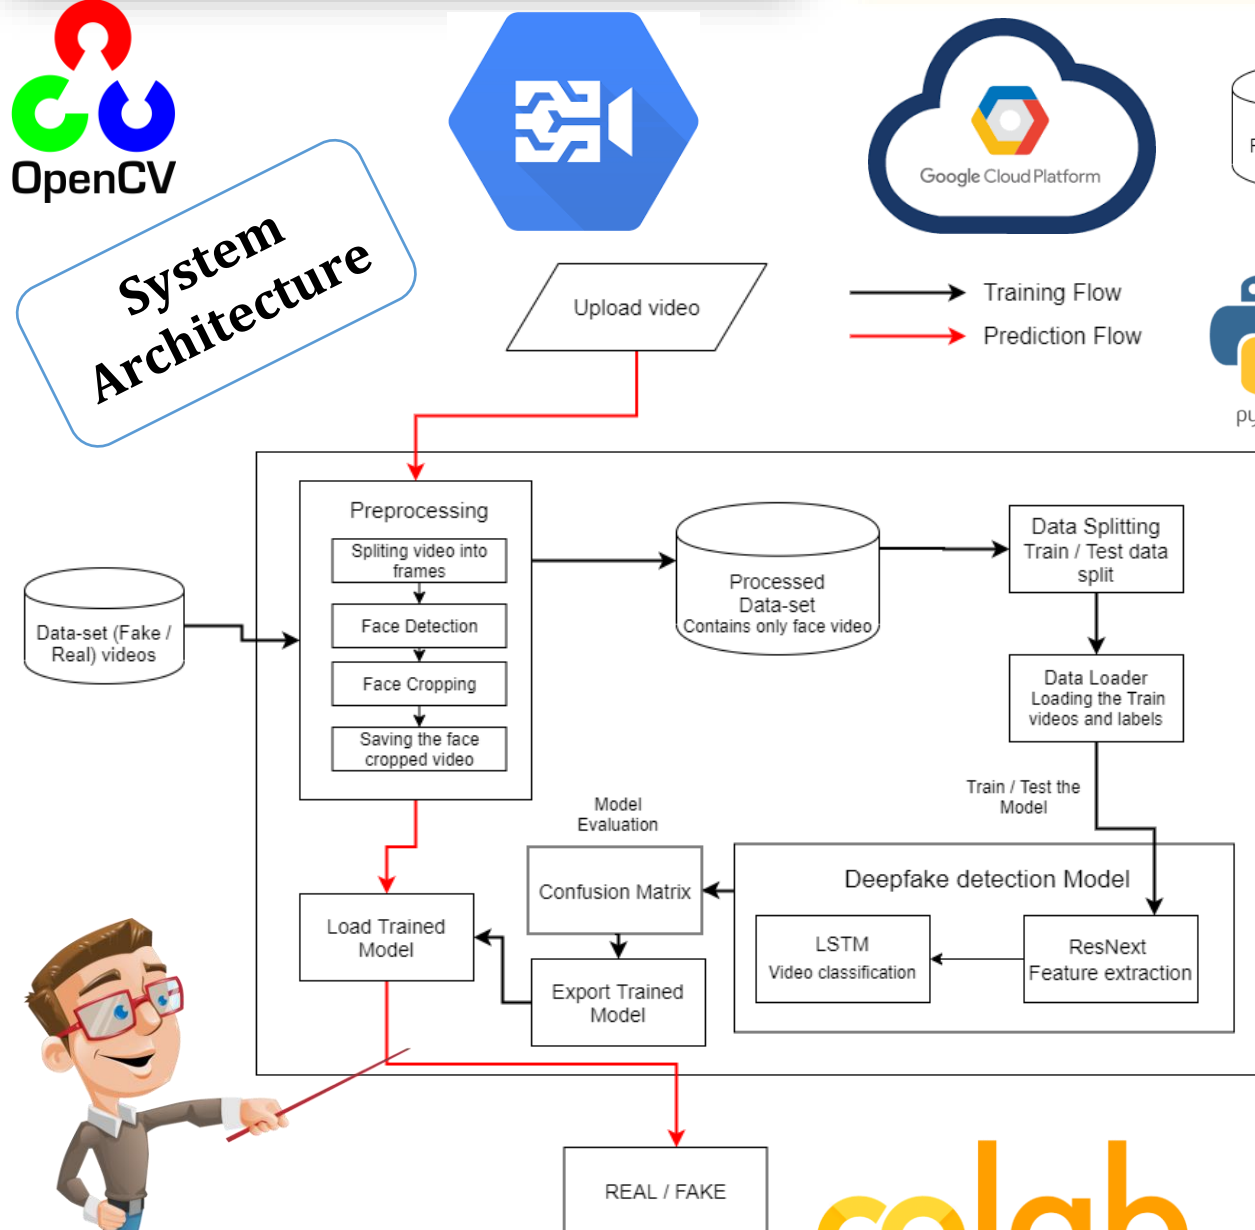 OpenCV
Google Cloud Platform
System
Architecture
Upload video
Training Flow
Prediction Flow
Preprocessing
Spliting video into
frames
Face Detection
Face Cropping
Saving the face
cropped video
Data-set (Fake /
Real) videos
Processed
Data-set
Contains only face video
Data Splitting
Train / Test data
split
Data Loader
Loading the Train
videos and labels
Train / Test the
Model
Model
Evaluation
Confusion Matrix
Deepfake detection Model
LSTM
Video classification
ResNext
Feature extraction
Load Trained
Model
Export Trained
Model
REAL / FAKE
colab